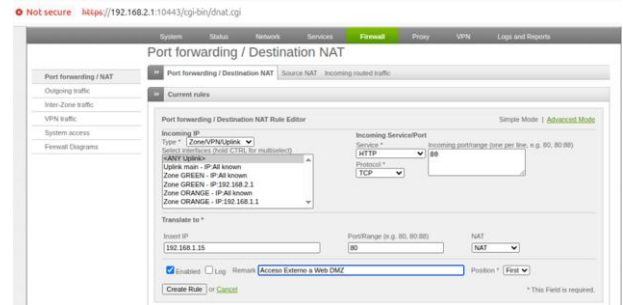 Not secure https://192.168.2.1:10443/cgi-bin/dnat.cgi
System Status Network Services Firewall Proxy VPN Logs and Reports
Port forwarding / Destination NAT
Port forwarding / NAT
Outgoing traffic
Inter-Zone traffic
VPN traffic
System access
Firewall Diagrams
» Port forwarding / Destination NAT Source NAT Incoming routed traffic
» Current rules
Port forwarding / Destination NAT Rule Editor Simple Mode | Advanced Mode
Incoming IP Incoming Service/Port
Type * Zone/VPN/Uplink Service * Incoming port/range (one per line, e.g. 80, 80:88)
Select interfaces (hold CTRL for multiselect) HTTP 80
<ANY Uplink> Protocol *
Uplink main - IP:All known TCP
Zone GREEN - IP:All known
Zone GREEN - IP:192.168.2.1
Zone ORANGE - IP:All known
Zone ORANGE - IP:192.168.1.1
Translate to *
Insert IP Port/Range (e.g. 80, 80:88) NAT
192.168.1.15 80 NAT
Enabled Log Remark Acceso Externo a Web DMZ Position * First
Create Rule or Cancel * This Field is required.